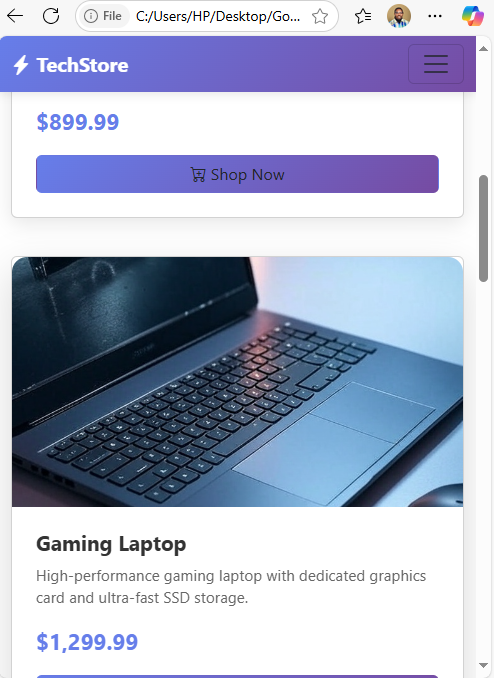 File
C:/Users/HP/Desktop/Go...
TechStore
$899.99
Shop Now
Gaming Laptop
High-performance gaming laptop with dedicated graphics
card and ultra-fast SSD storage.
$1,299.99